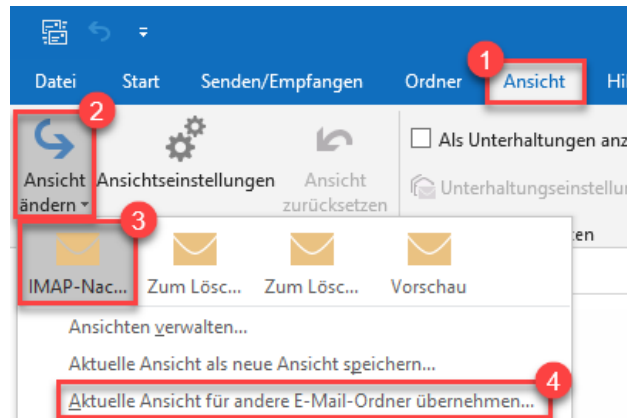 1
Datei Start Senden/Empfangen Ordner Ansicht
2
Ansicht ändern
Ansichtseinstellungen
Ansicht zurücksetzen
Als Unterhaltungen
3
IMAP-Nac... Zum Lösc... Zum Lösc... Vorschau
Ansichten verwalten...
Aktuelle Ansicht als neue Ansicht speichern...
4
Aktuelle Ansicht für andere E-Mail-Ordner übernehmen...